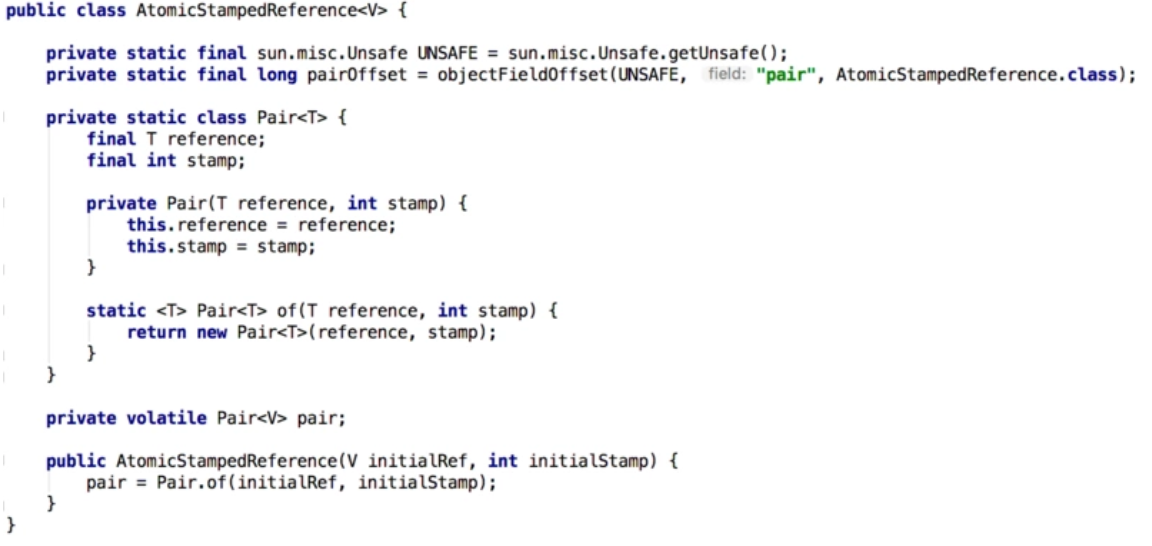 public class AtomicStampedReference<V> {
private static final sun.misc.Unsafe UNSAFE = sun.misc.Unsafe.getUnsafe();
private static final long pairOffset = objectFieldOffset(UNSAFE, field: "pair", AtomicStampedReference.class);
private static class Pair<T> {
final T reference;
final int stamp;
private Pair(T reference, int stamp) {
this.reference = reference;
this.stamp = stamp;
}
static <T> Pair<T> of(T reference, int stamp) {
return new Pair<T>(reference, stamp);
}
}
private volatile Pair<V> pair;
public AtomicStampedReference(V initialRef, int initialStamp) {
pair = Pair.of(initialRef, initialStamp);
}
}